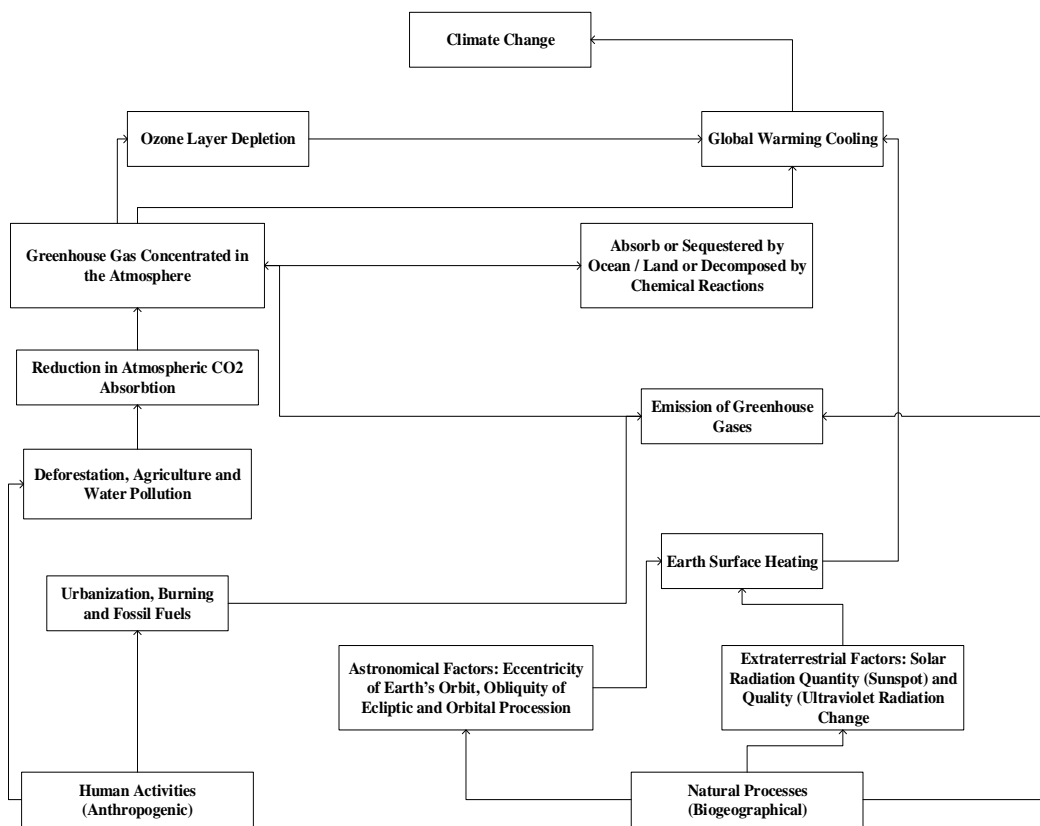 Climate Change
Ozone Layer Depletion
Global Warming Cooling
Greenhouse Gas Concentrated in
the Atmosphere
Absorb or Sequestered by
Ocean / Land or Decomposed by
Chemical Reactions
Reduction in Atmospheric CO2
Absorbtion
Emission of Greenhouse
Gases
Deforestation, Agriculture and
Water Pollution
Earth Surface Heating
Urbanization, Burning
and Fossil Fuels
Astronomical Factors: Eccentricity
of Earth's Orbit, Obliquity of
Ecliptic and Orbital Procession
Extraterrestrial Factors: Solar
Radiation Quantity (Sunspot) and
Quality (Ultraviolet Radiation
Change
Human Activities
(Anthropogenic)
Natural Processes
(Biogeographical)